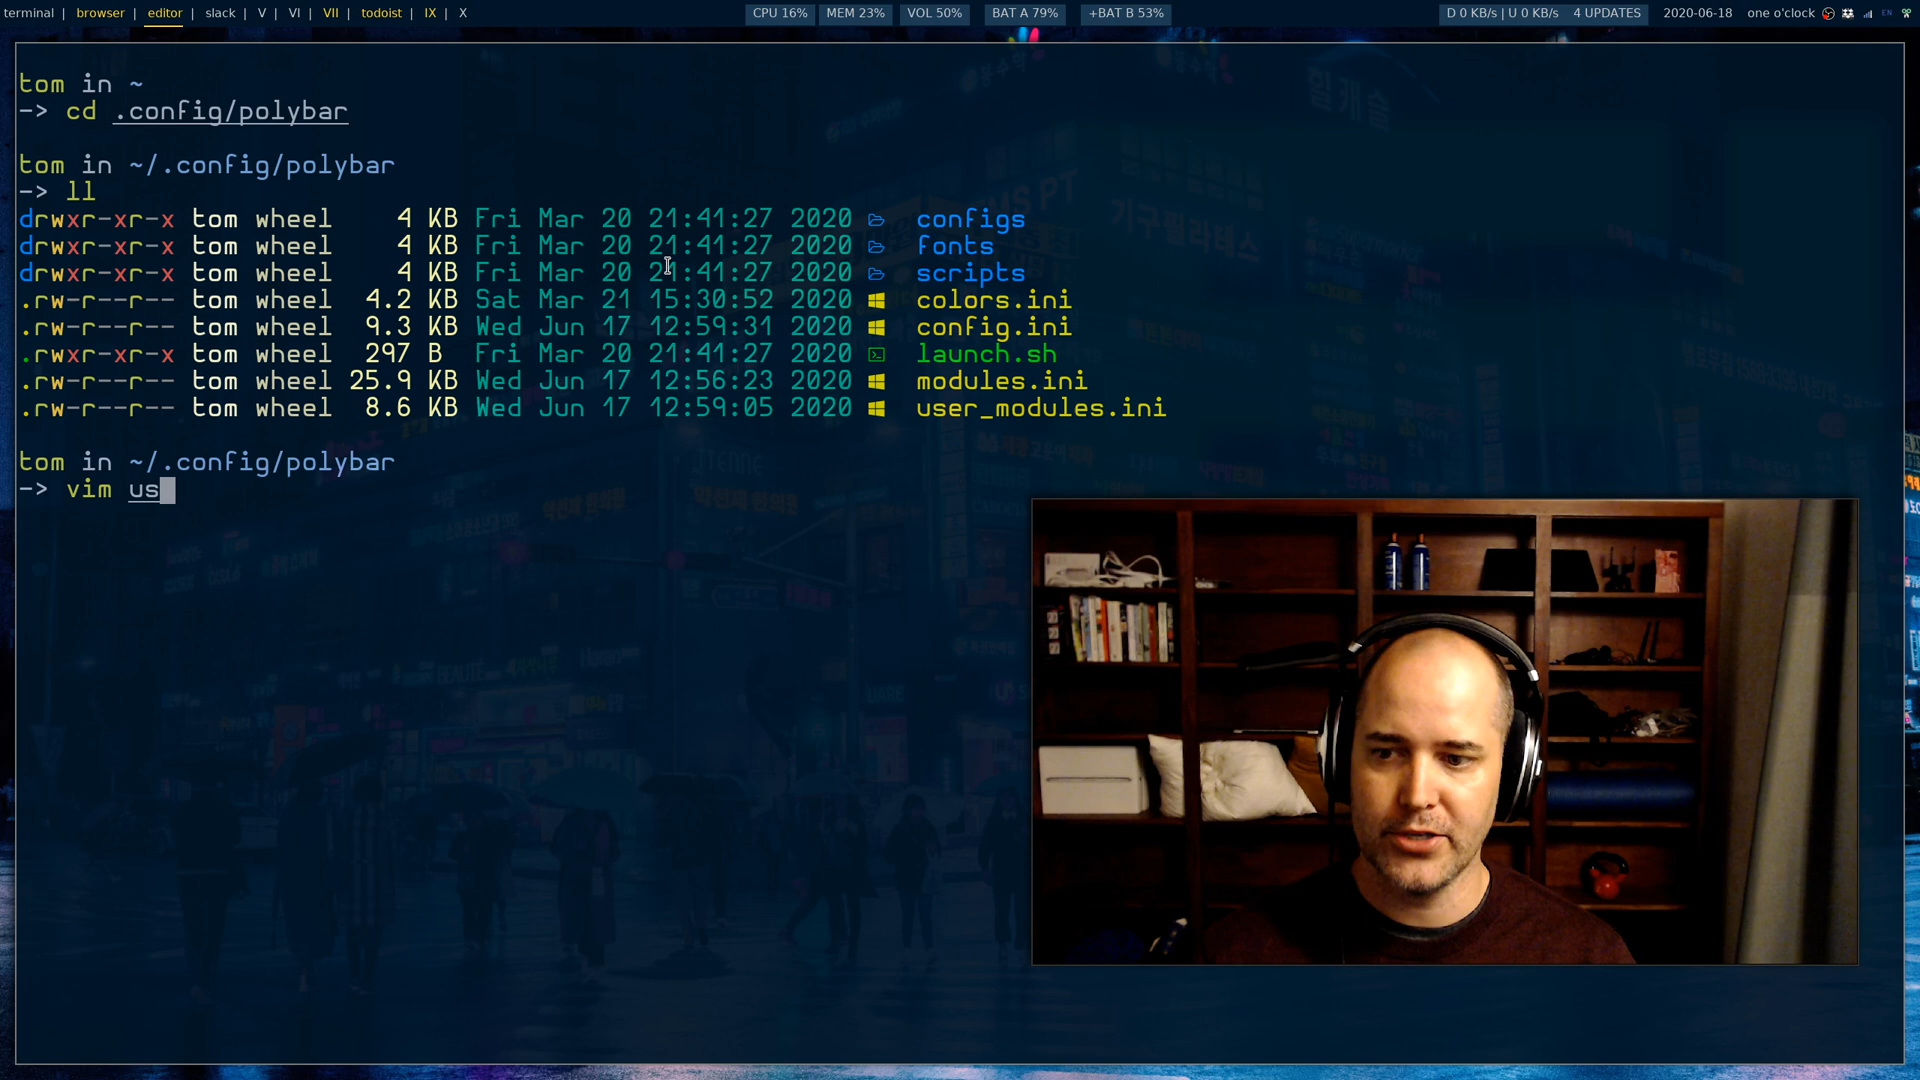 terminal | browser | editor | slack | V | VI | VII | todoist | IX | X CPU 16% MEM 23% VOL 50% BAT A 79% +BAT B 53% D 0 KB/s | U 0 KB/s 4 UPDATES 2020-06-18 one o'clock EN
tom in ~
-> cd .config/polybar
tom in ~/.config/polybar
-> ll
drwxr-xr-x tom wheel 4 KB Fri Mar 20 21:41:27 2020 configs
drwxr-xr-x tom wheel 4 KB Fri Mar 20 21:41:27 2020 fonts
drwxr-xr-x tom wheel 4 KB Fri Mar 20 21:41:27 2020 scripts
.rw-r--r-- tom wheel 4.2 KB Sat Mar 21 15:30:52 2020 colors.ini
.rw-r--r-- tom wheel 9.3 KB Wed Jun 17 12:59:31 2020 config.ini
.rwxr-xr-x tom wheel 297 B Fri Mar 20 21:41:27 2020 launch.sh
.rw-r--r-- tom wheel 25.9 KB Wed Jun 17 12:56:23 2020 modules.ini
.rw-r--r-- tom wheel 8.6 KB Wed Jun 17 12:59:05 2020 user_modules.ini
tom in ~/.config/polybar
-> vim us